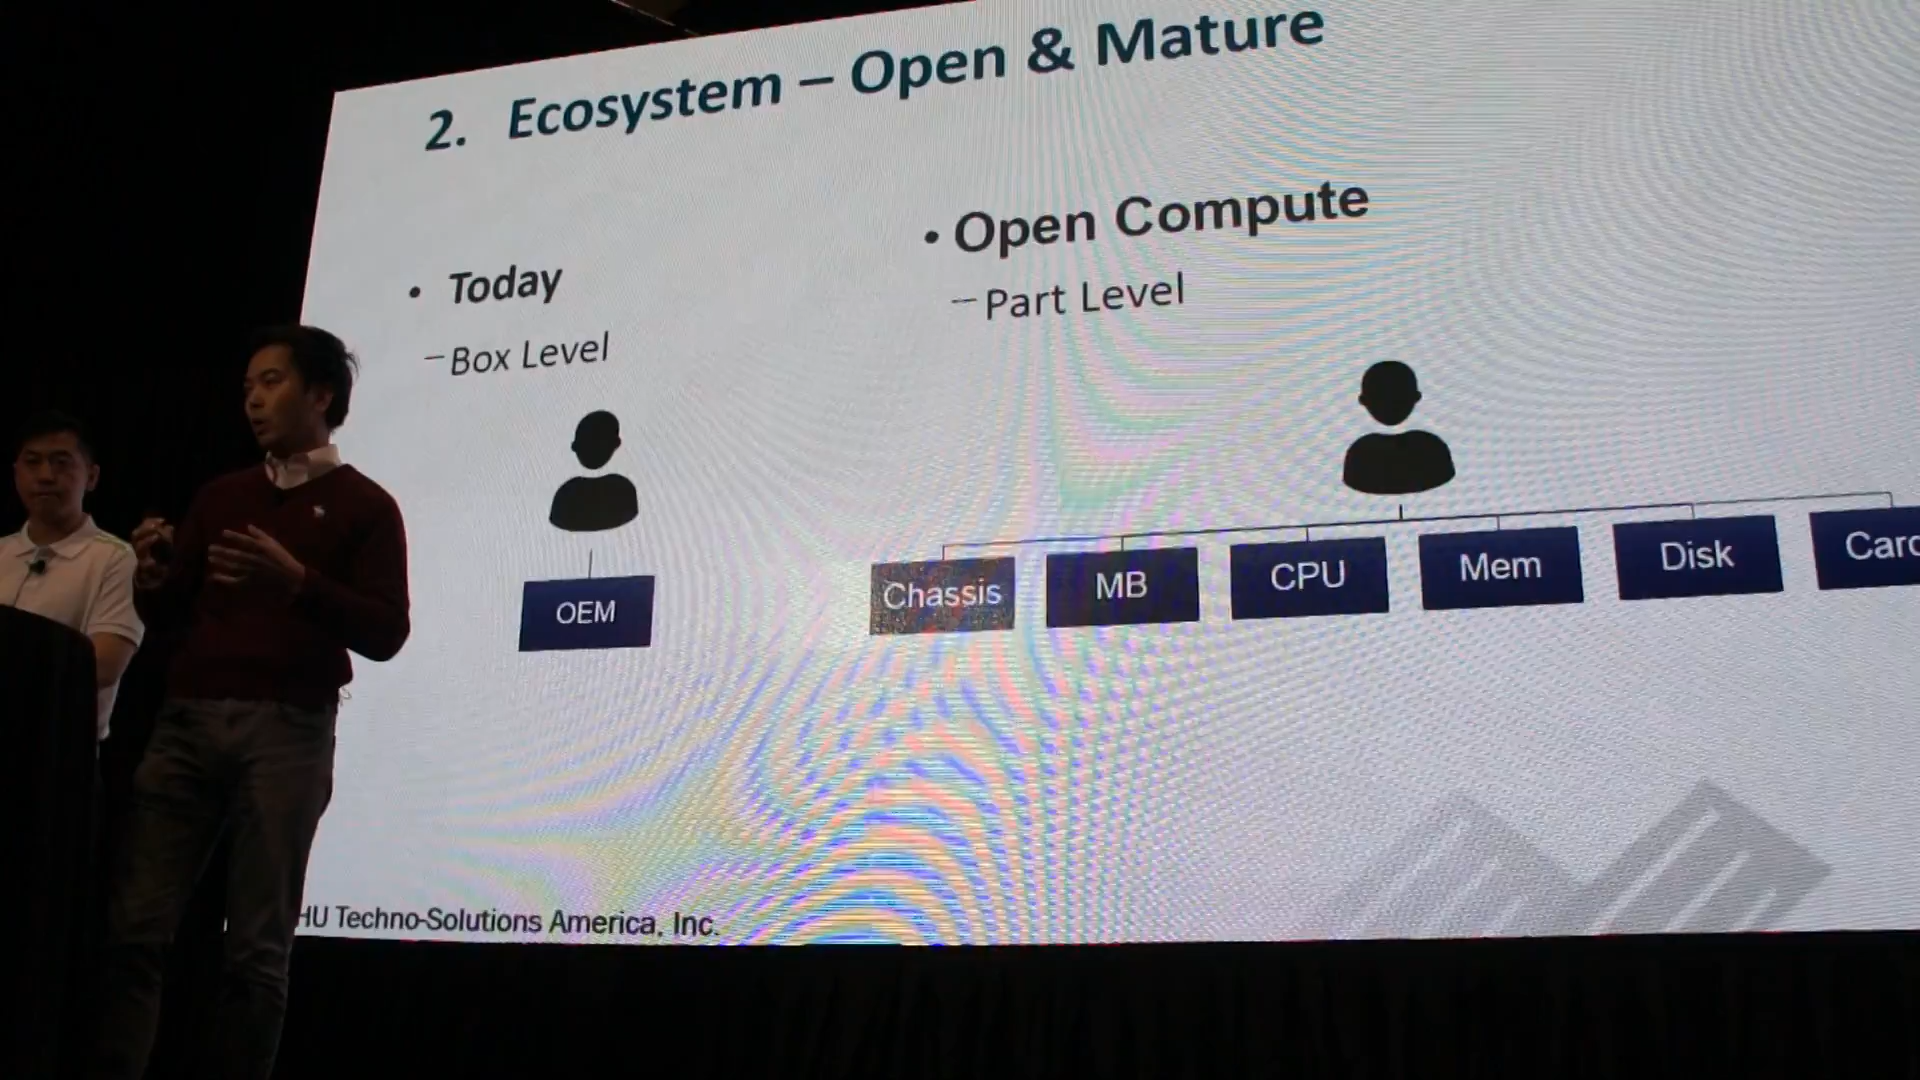 2. Ecosystem – Open & Mature
• Today
– Box Level
OEM
• Open Compute
– Part Level
Chassis MB CPU Mem Disk
HU Techno-Solutions America, Inc.